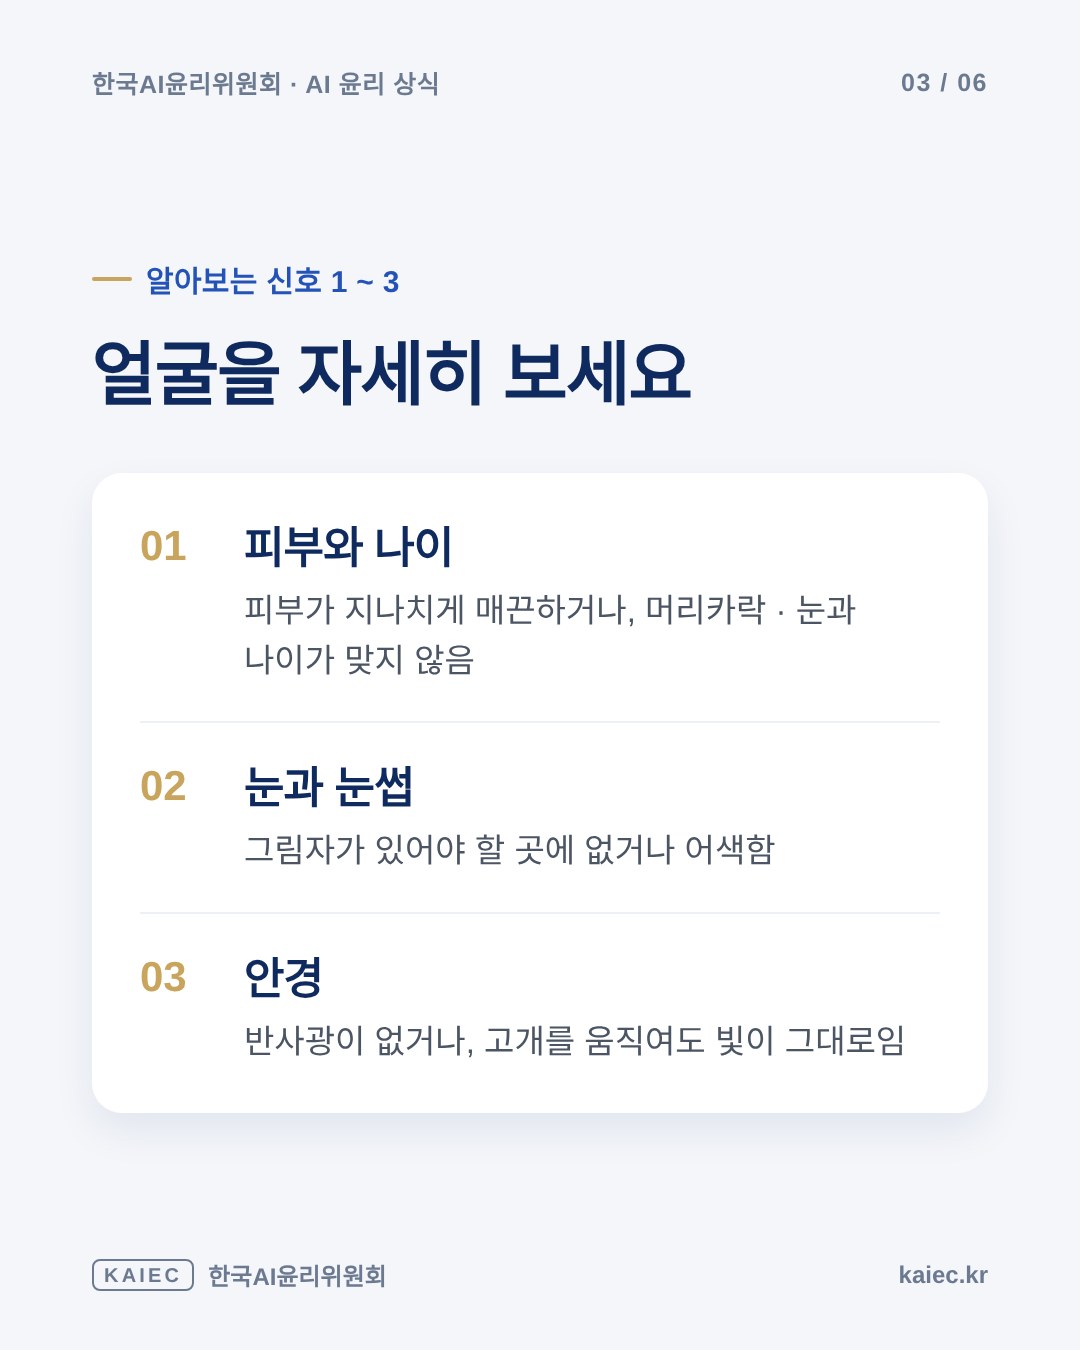 한국AI윤리위원회 · AI 윤리 상식
03 / 06
알아보는 신호 1 ~ 3
얼굴을 자세히 보세요
01 피부와 나이
피부가 지나치게 매끈하거나, 머리카락 · 눈과
나이가 맞지 않음
02 눈과 눈썹
그림자가 있어야 할 곳에 없거나 어색함
03 안경
반사광이 없거나, 고개를 움직여도 빛이 그대로임
KAIEC 한국AI윤리위원회
kaiec.kr